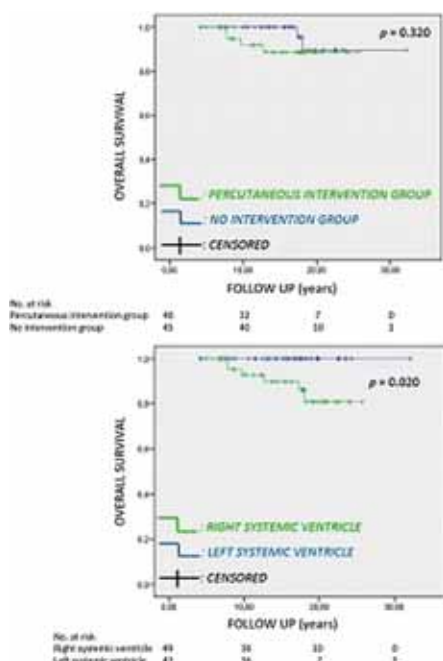 1.0
p = 0.320
0.8
0.6
0.4
OVERALL SURVIVAL
0.2
: PERCUTANEOUS INTERVENTION GROUP
: NO INTERVENTION GROUP
: CENSORED
0.0
0.00 10.00 20.00 30.00
FOLLOW UP (years)
No. at risk
Percutaneous intervention group 40 32 7 0
No intervention group 45 40 10 1
1.0
p = 0.020
0.8
0.6
0.4
OVERALL SURVIVAL
0.2
: RIGHT SYSTEMIC VENTRICLE
: LEFT SYSTEMIC VENTRICLE
: CENSORED
0.0
0.00 10.00 20.00 30.00
FOLLOW UP (years)
No. at risk
Right systemic ventricle 49 36 10 0
Left systemic ventricle